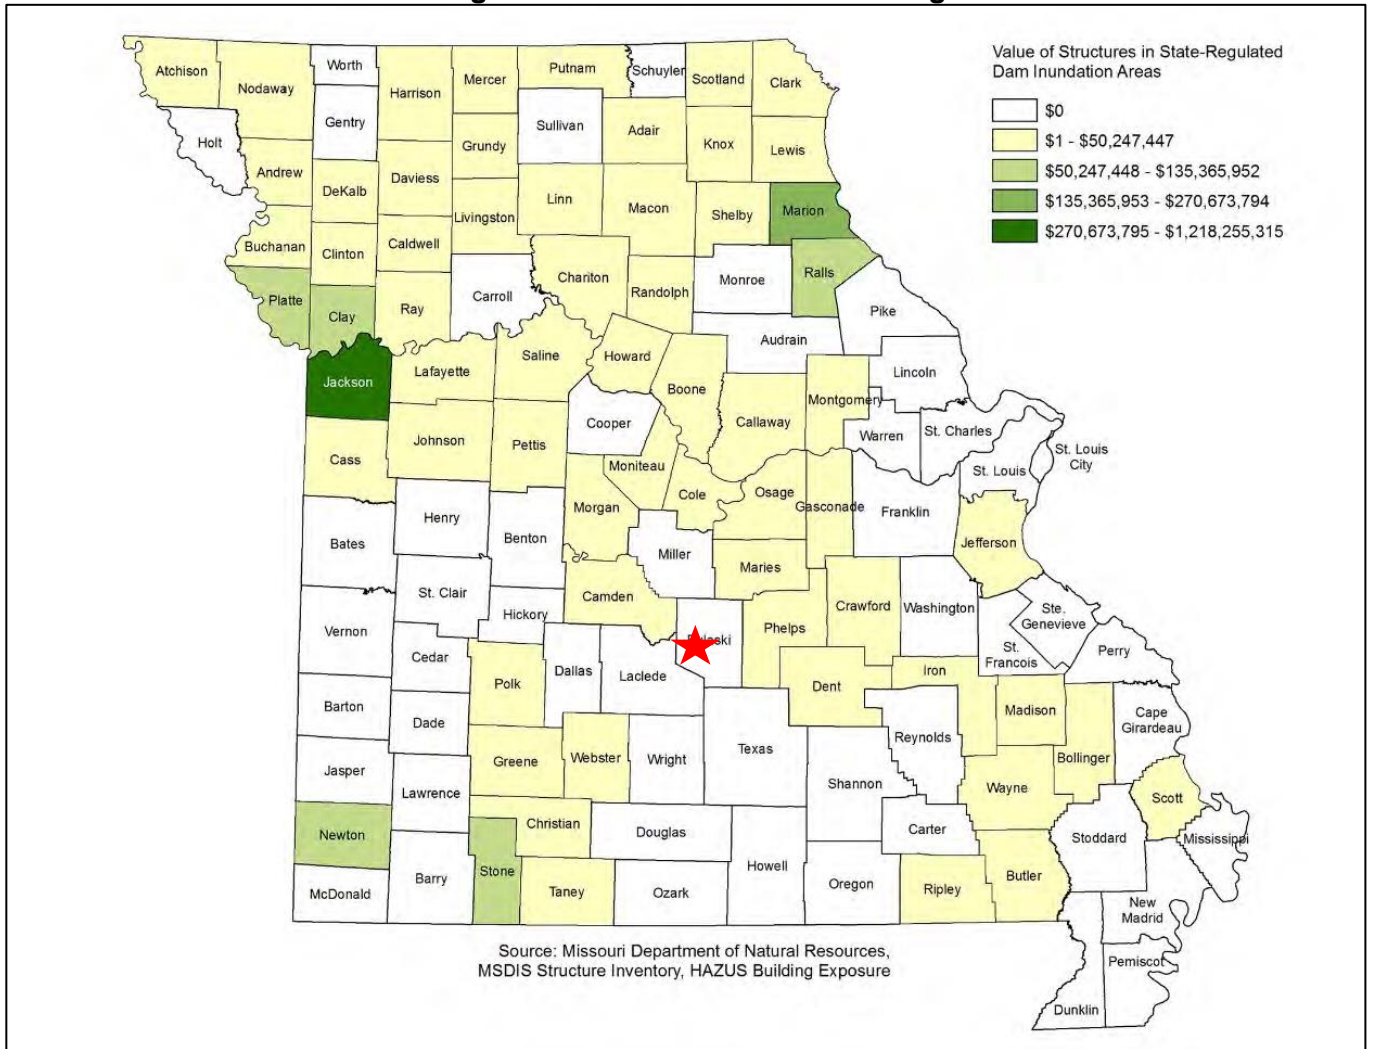 Value of Structures in State-Regulated
Dam Inundation Areas
$0
$1 - $50,247,447
$50,247,448 - $135,365,952
$135,365,953 - $270,673,794
$270,673,795 - $1,218,255,315
Atchison
Nodaway
Worth
Harrison
Mercer
Putnam
Schuyler
Scotland
Clark
Holt
Gentry
Sullivan
Adair
Knox
Lewis
Grundy
Andrew
DeKalb
Daviess
Livingston
Linn
Macon
Shelby
Marion
Buchanan
Clinton
Caldwell
Chariton
Randolph
Monroe
Ralls
Platte
Clay
Ray
Carroll
Pike
Audrain
Jackson
Lafayette
Saline
Howard
Boone
Lincoln
Montgomery
Callaway
Cooper
Warren
St. Charles
St. Louis
City
St. Louis
Johnson
Pettis
Cass
Moniteau
Cole
Osage
Gasconade
Franklin
Morgan
Henry
Benton
Bates
Miller
Maries
Jefferson
St. Clair
Camden
Hickory
Crawford
Washington
Ste.
Genevieve
Vernon
Phelps
St.
Francois
Perry
Cedar
Polk
Dallas
Laclede
Dent
Iron
Barton
Dade
Madison
Cape
Girardeau
Reynolds
Texas
Jasper
Greene
Webster
Wright
Bollinger
Shannon
Wayne
Scott
Lawrence
Newton
Christian
Douglas
Carter
Stoddard
Mississippi
McDonald
Barry
Stone
Taney
Ozark
Howell
Oregon
Ripley
Butler
New
Madrid
Pemiscot
Dunklin
Source: Missouri Department of Natural Resources,
MSDIS Structure Inventory, HAZUS Building Exposure